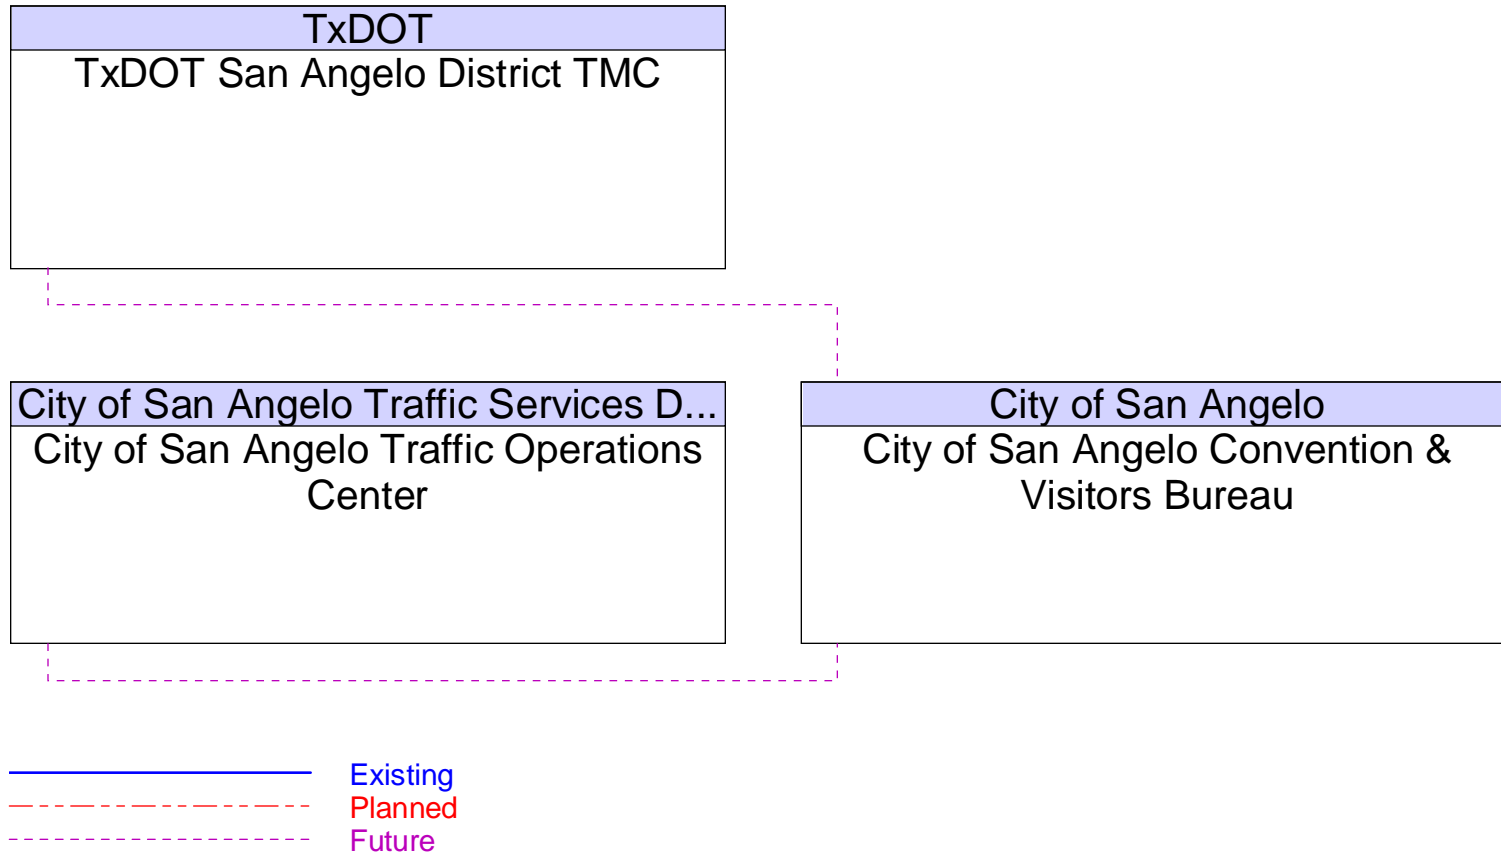 TxDOT
TxDOT San Angelo District TMC
City of San Angelo Traffic Services D...
City of San Angelo Traffic Operations
Center
City of San Angelo
City of San Angelo Convention &
Visitors Bureau
Existing
Planned
Future